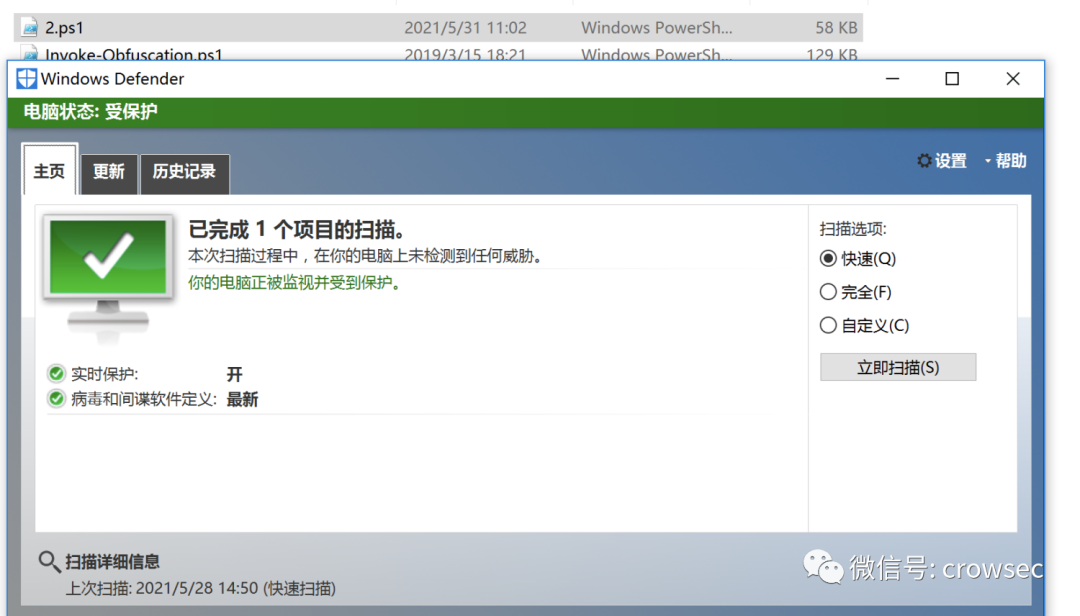 2.ps1 2021/5/31 11:02 Windows PowerSh... 58 KB
Invoke-Obfuscation.ps1 2019/3/15 18:21 Windows PowerSh... 129 KB
Windows Defender
电脑状态: 受保护
主页 更新 历史记录 设置 帮助
已完成 1 个项目的扫描。
本次扫描过程中，在你的电脑上未检测到任何威胁。
你的电脑正被监视并受到保护。
实时保护: 开
病毒和间谍软件定义: 最新
扫描选项:
快速(Q)
完全(F)
自定义(C)
立即扫描(S)
扫描详细信息
上次扫描: 2021/5/28 14:50 (快速扫描)
微信号: crowsec